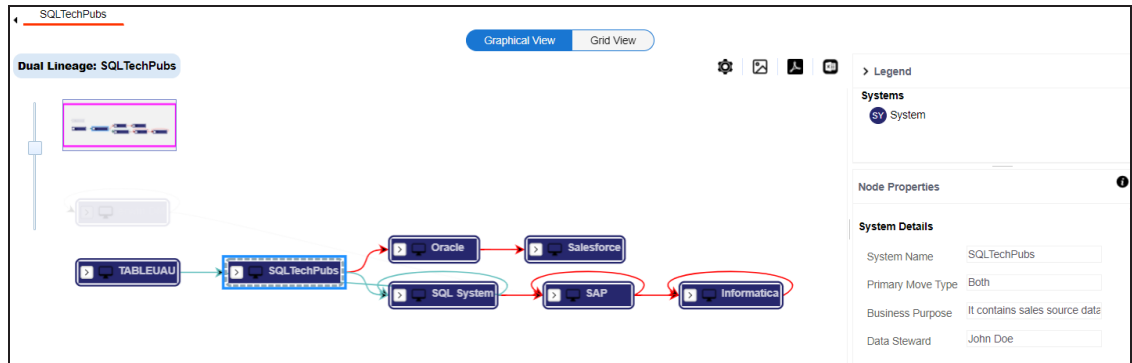 SQLTechPubs
Graphical View
Grid View
Dual Lineage: SQLTechPubs
Legend
Systems
SY System
Node Properties
System Details
System Name SQLTechPubs
Primary Move Type Both
Business Purpose It contains sales source data
Data Steward John Doe
Oracle
Salesforce
TABLEUAU
SQLTechPubs
SQL System
SAP
Informatica